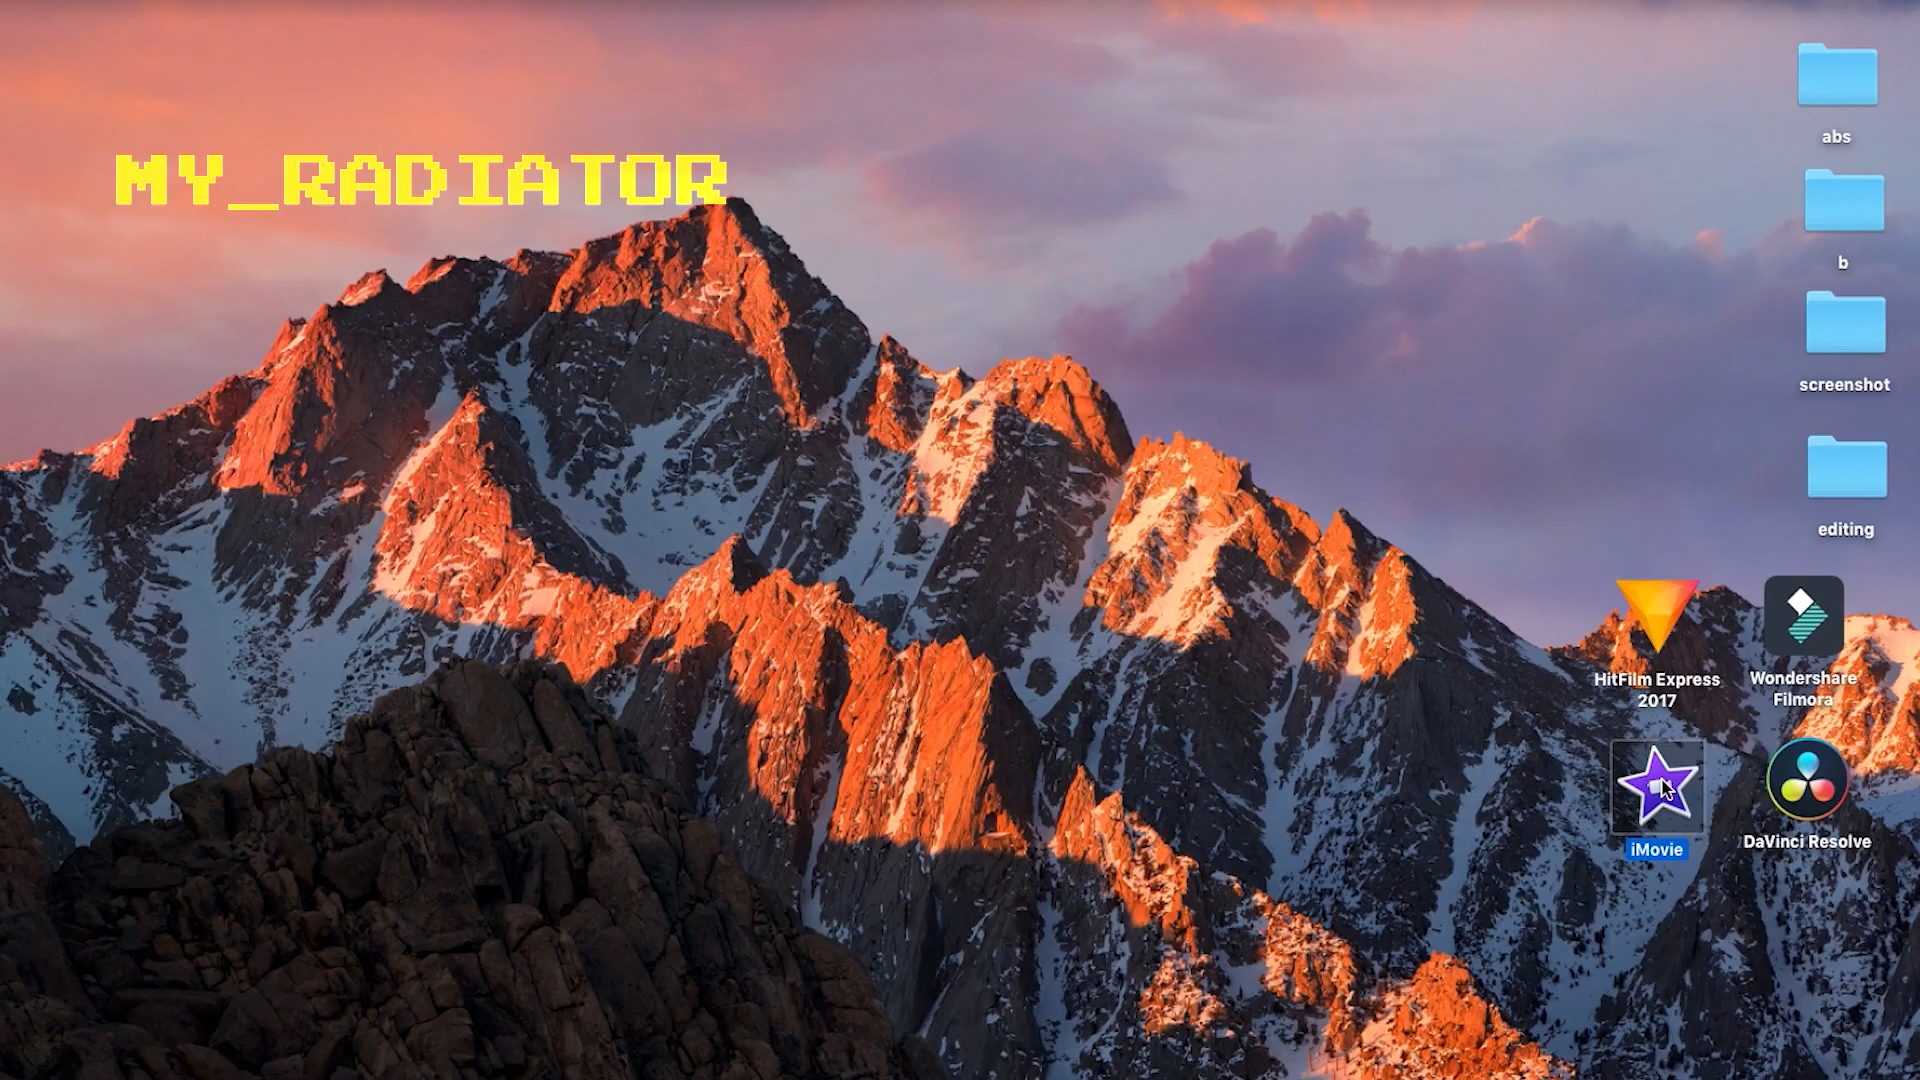 MY_RADIATOR
abs
b
screenshot
editing
HitFilm Express
2017
Wondershare
Filmora
iMovie
DaVinci Resolve